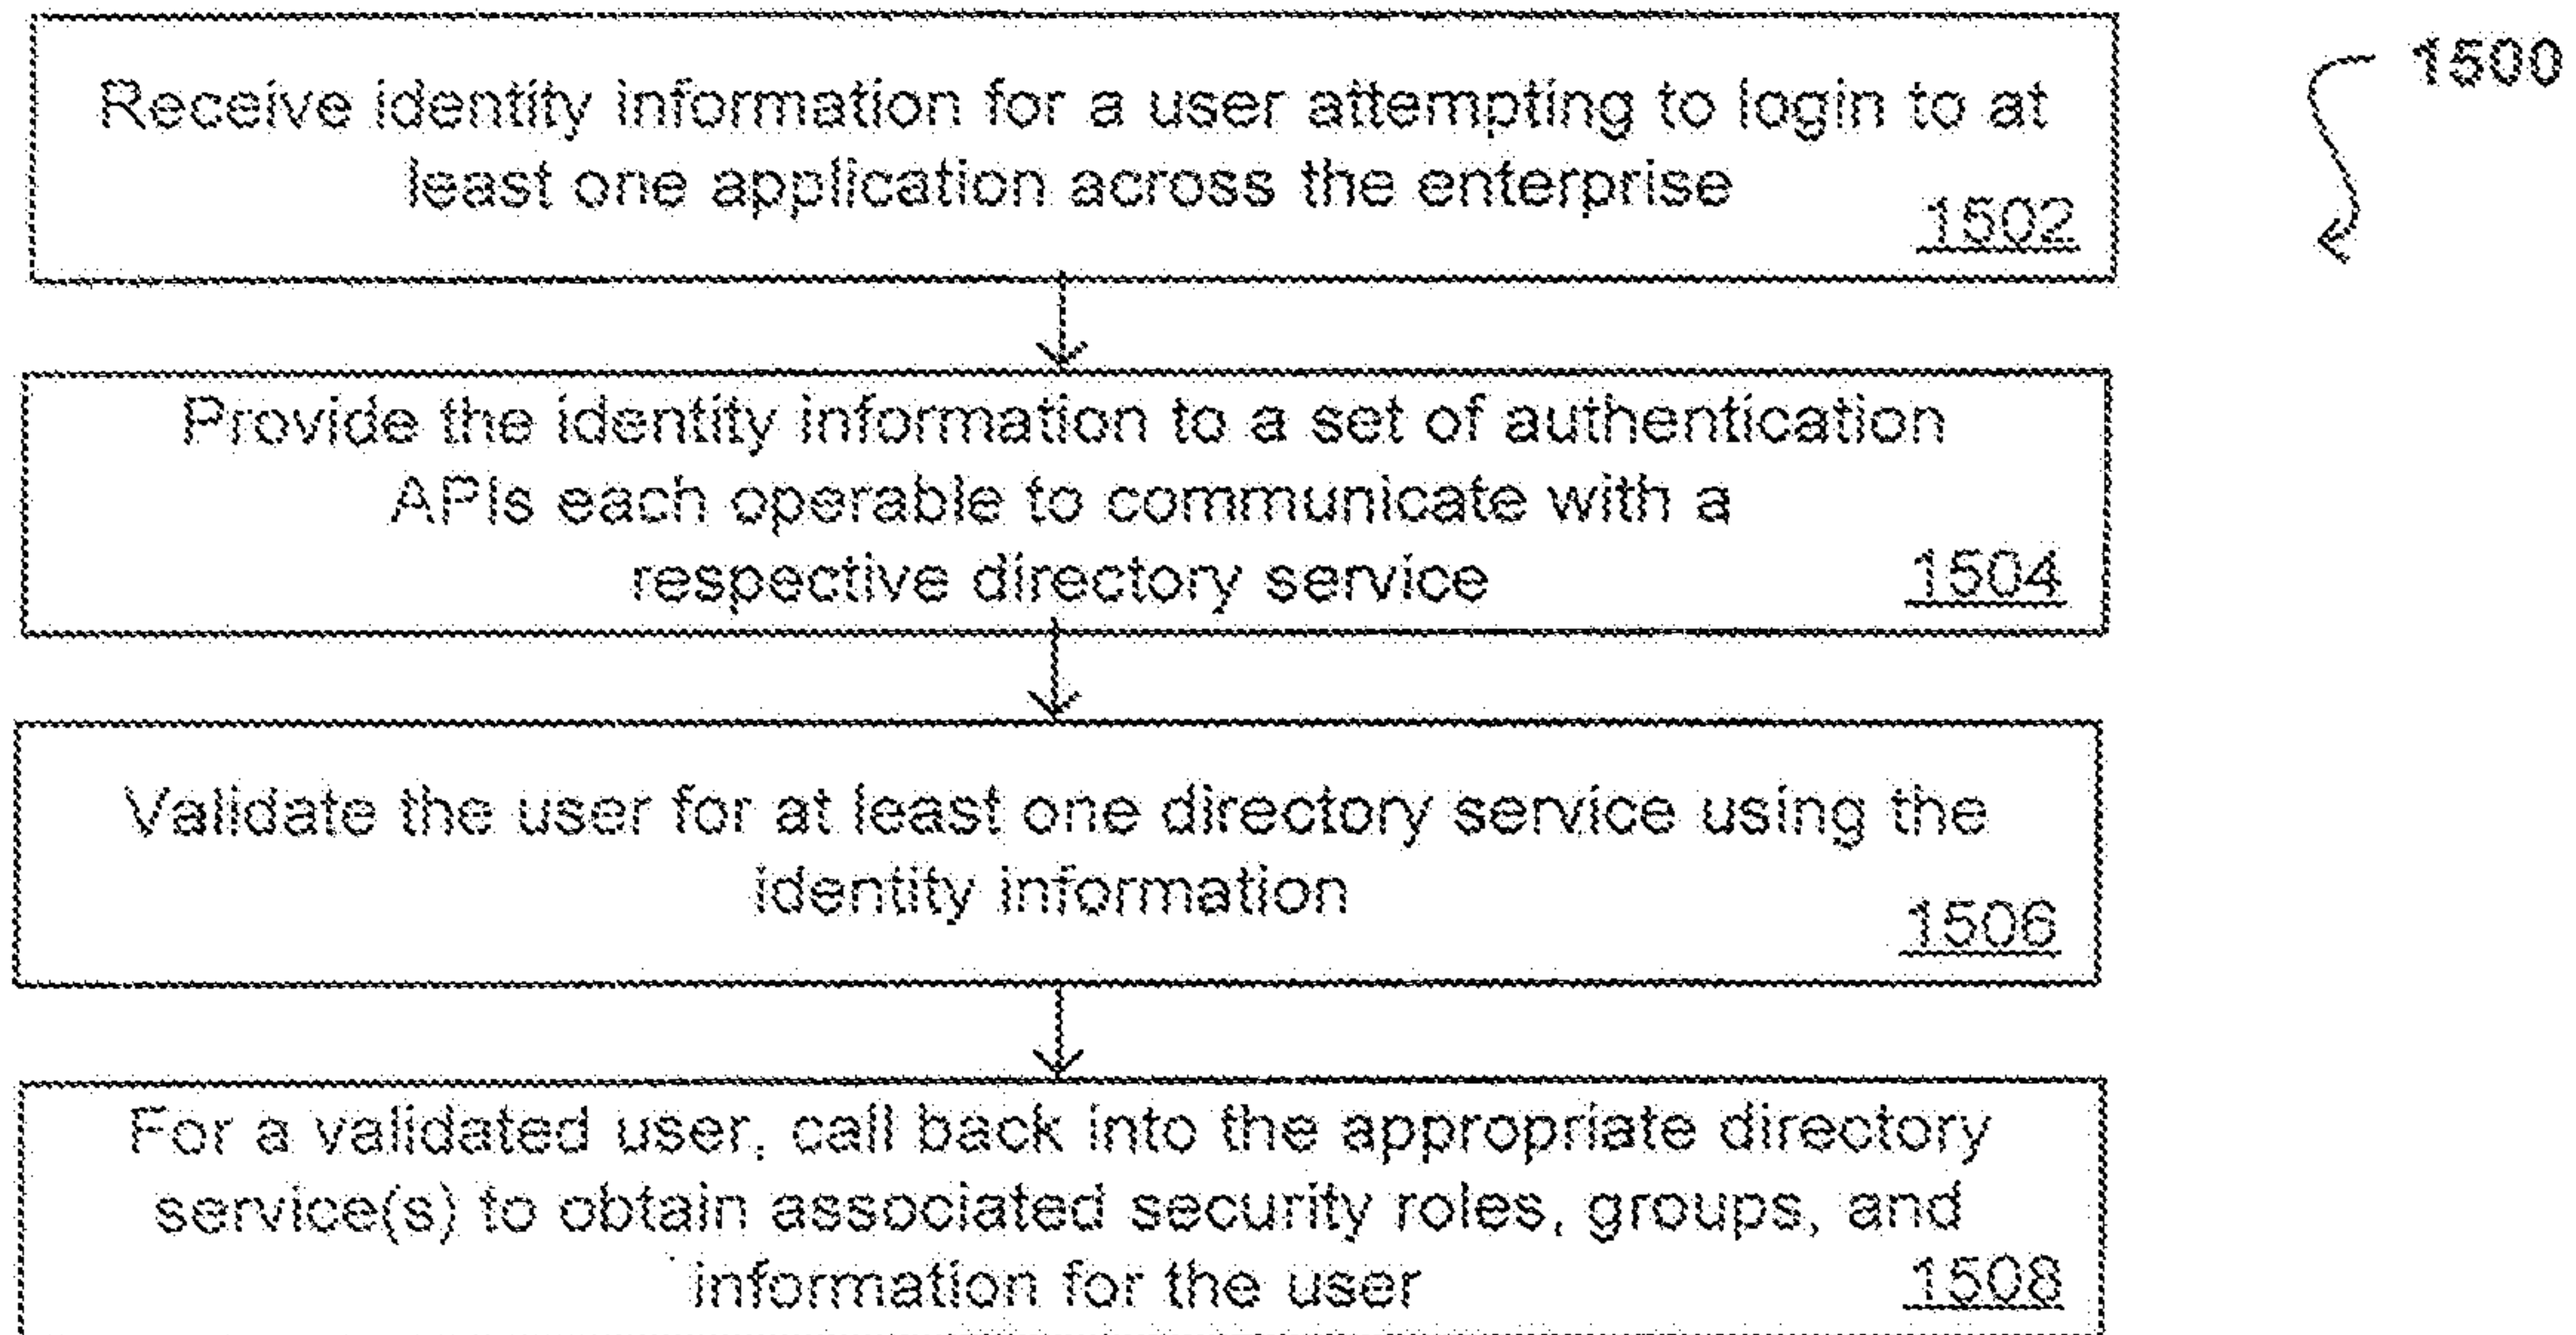 1500
Receive identity information for a user attempting to login to at
least one application across the enterprise
1502
Provide the identity information to a set of authentication
APIs each operable to communicate with a
respective directory service
1504
Validate the user for at least one directory service using the
identity information
1506
For a validated user, call back into the appropriate directory
service(s) to obtain associated security roles, groups, and
information for the user
1508